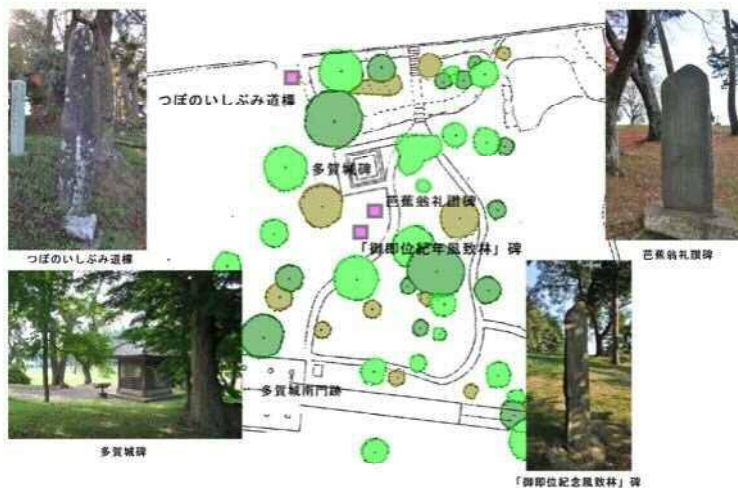 つぼのいしぶみ道標
多賀城碑
芭蕉翁礼讃碑
「御即位紀年風致林」碑
多賀城南門跡
つぼのいしぶみ道標
芭蕉翁礼讃碑
多賀城碑
「御即位紀念風致林」碑